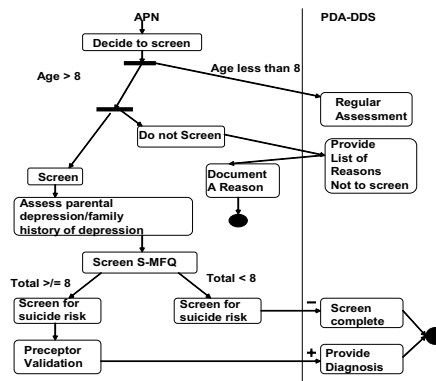 APN
PDA-DDS
Decide to screen
Age > 8
Age less than 8
Regular
Assessment
Do not Screen
Provide
List of
Reasons
Not to screen
Screen
Document
A Reason
Assess parental
depression/family
history of depression
Screen S-MFQ
Total >/= 8
Total < 8
Screen for
suicide risk
Screen for
suicide risk
–
Screen
complete
Preceptor
Validation
+
Provide
Diagnosis